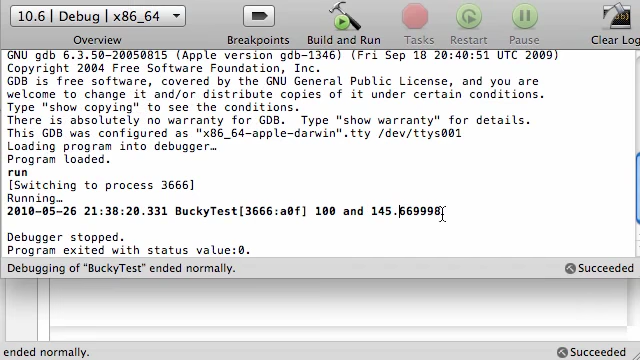 10.6 | Debug | x86_64
Overview
Breakpoints
Build and Run
Tasks
Restart
Pause
Clear Log
GNU gdb 6.3.50-20050815 (Apple version gdb-1346) (Fri Sep 18 20:40:51 UTC 2009)
Copyright 2004 Free Software Foundation, Inc.
GDB is free software, covered by the GNU General Public License, and you are
welcome to change it and/or distribute copies of it under certain conditions.
Type "show copying" to see the conditions.
There is absolutely no warranty for GDB.  Type "show warranty" for details.
This GDB was configured as "x86_64-apple-darwin".tty /dev/ttys001
Loading program into debugger…
Program loaded.
run
[Switching to process 3666]
Running…
2010-05-26 21:38:20.331 BuckyTest[3666:a0f] 100 and 145.669998
Debugger stopped.
Program exited with status value:0.
Debugging of “BuckyTest” ended normally.
Succeeded
ended normally.
Succeeded